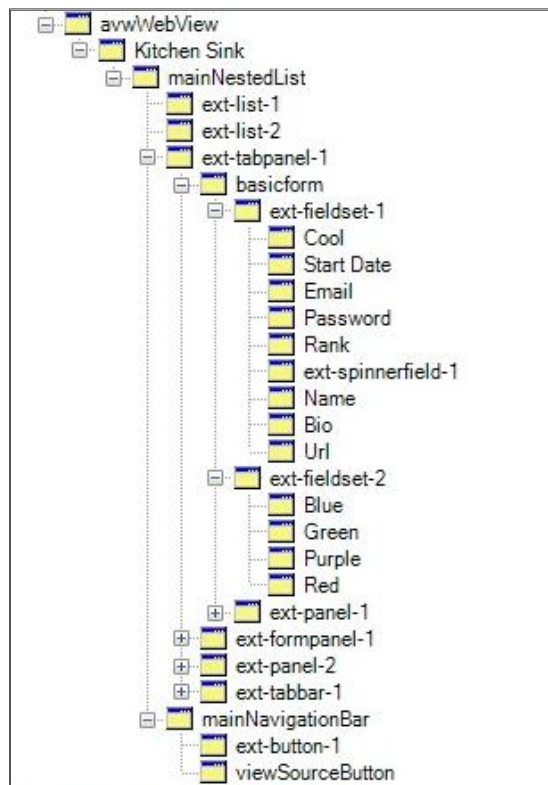 avwWebView
Kitchen Sink
mainNestedList
ext-list-1
ext-list-2
ext-tabpanel-1
basicform
ext-fieldset-1
Cool
Start Date
Email
Password
Rank
ext-spinnerfield-1
Name
Bio
Url
ext-fieldset-2
Blue
Green
Purple
Red
ext-panel-1
ext-formpanel-1
ext-panel-2
ext-tabbar-1
mainNavigationBar
ext-button-1
viewSourceButton